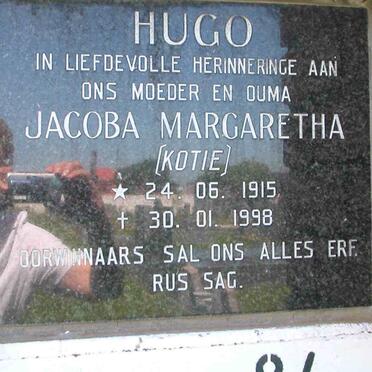 HUGO
IN LIEFDEVOLLE HERINNERINGE AAN
ONS MOEDER EN OUMA
JACOBA MARGARETHA
(KOTIE)
★ 24. 06. 1915
✝ 30. 01. 1998
OORWINNAARS SAL ONS ALLES ERF.
RUS SAG.